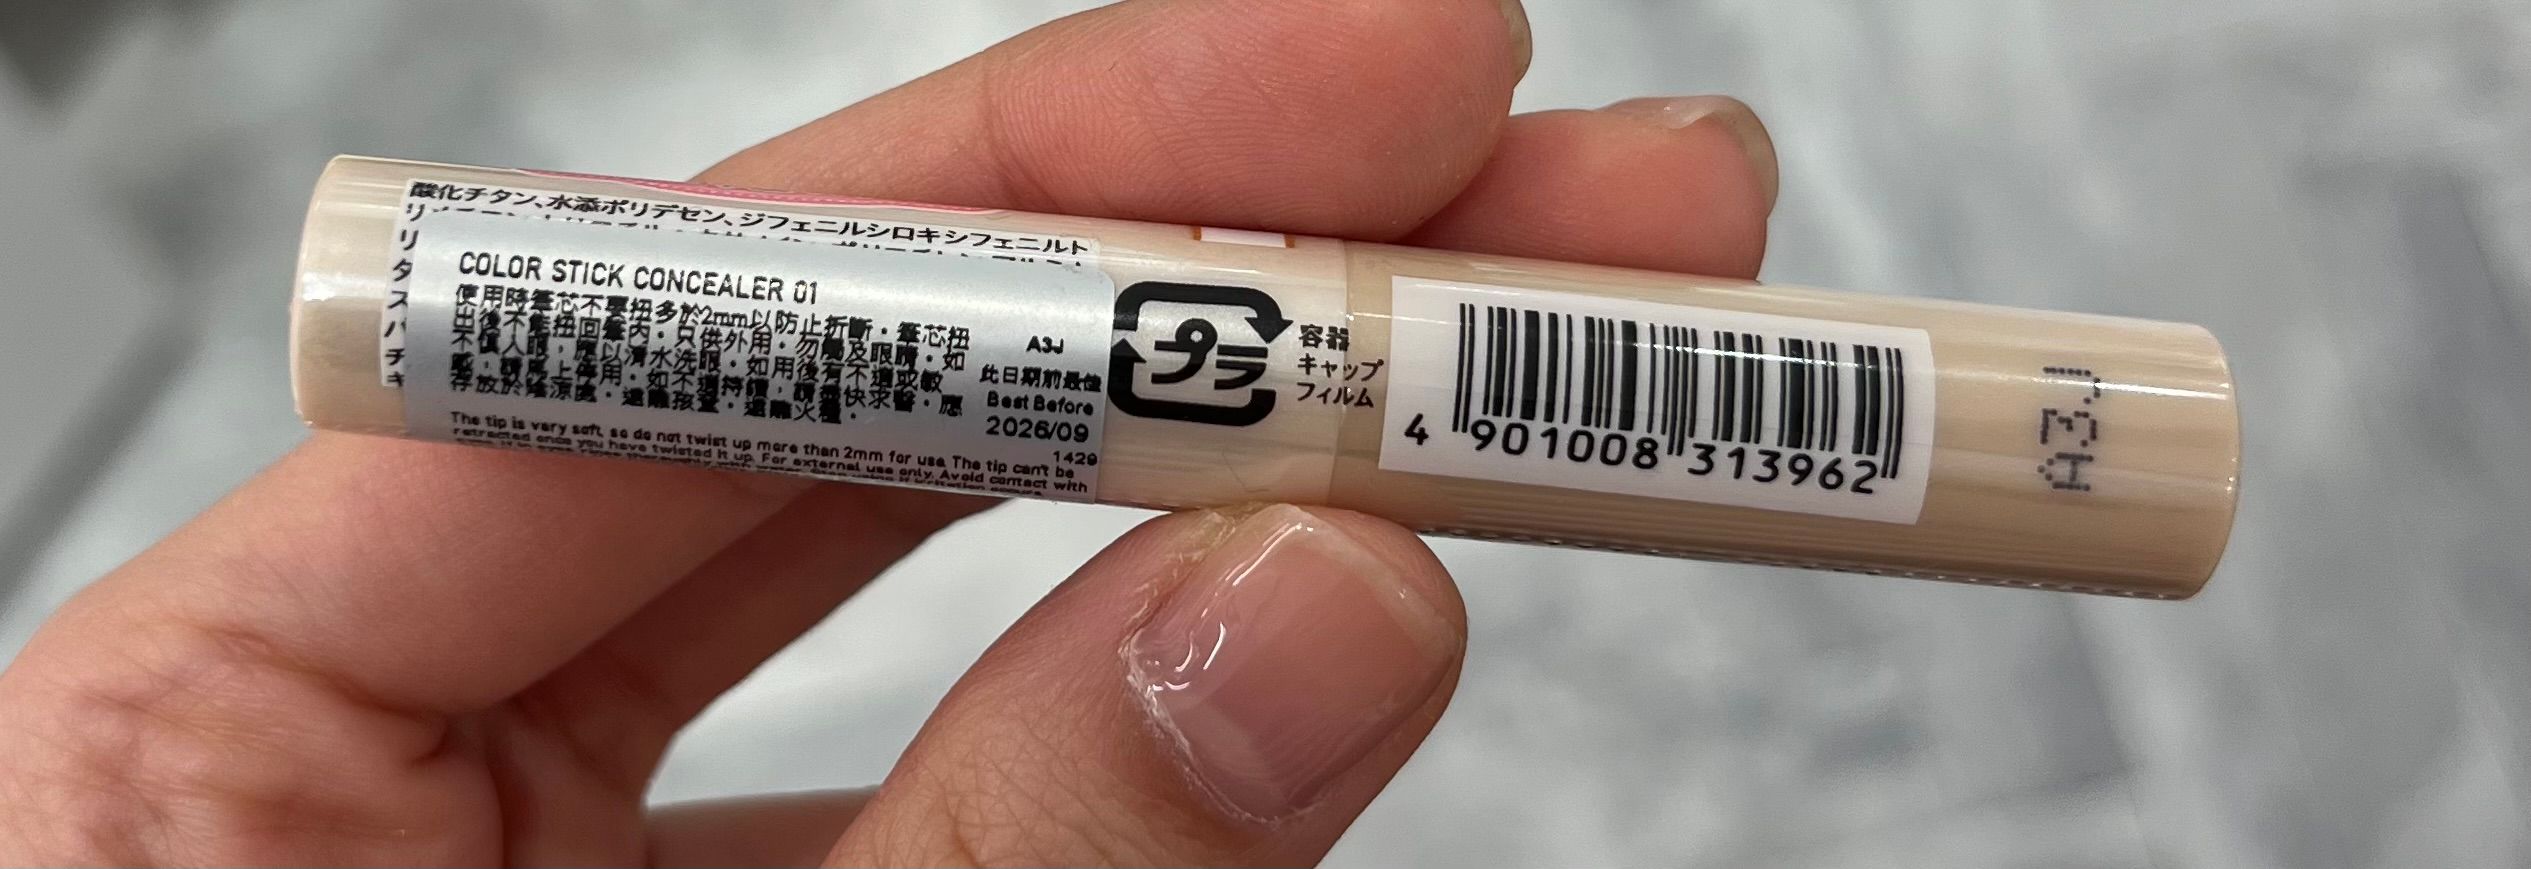 酸化チタン、水添ポリデセン、ジフェニルシロキシフェニルト
リ
リ
タ
ス
パ
チ
キ
COLOR STICK CONCEALER 01
使用時筆芯不要扭多於2mm以防止折斷・筆芯扭
出後不能扭回筆內・只供外用・勿觸及眼睛・如
不慎入眼，應以清水洗眼・如用後有不適或敏
感，請馬上停用・如不適持續，請盡快求醫・應
存放於陰涼處・遠離孩童・遠離火種・
A3J
此日期前最佳
Best Before
2026/09
1429
The tip is very soft, so do not twist up more than 2mm for use. The tip can't be
retracted once you have twisted it up. For external use only. Avoid contact with
プラ
容器
キャップ
フィルム
4 901008 313962
A3J